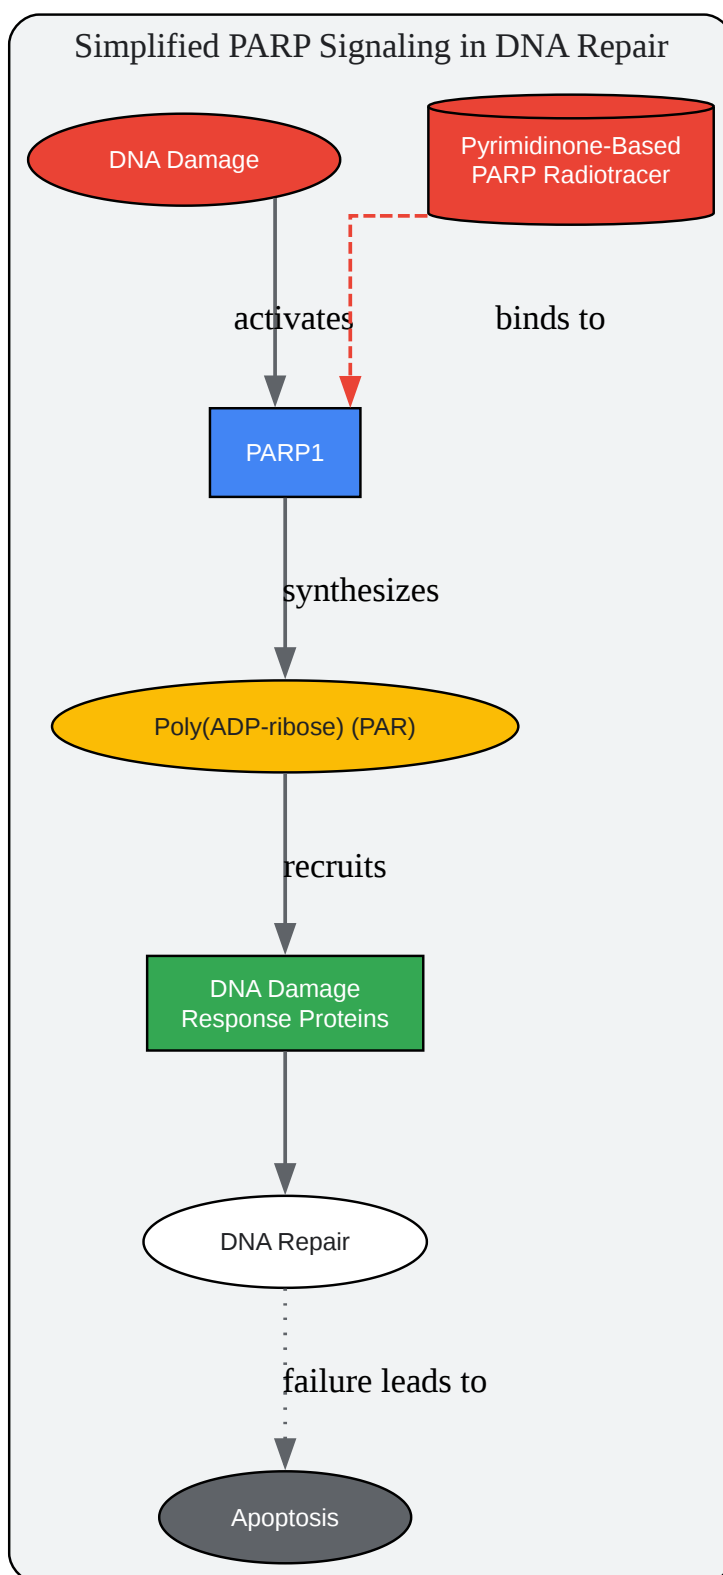 Simplified PARP Signaling in DNA Repair
DNA Damage
Pyrimidinone-Based
PARP Radiotracer
activates
binds to
PARP1
synthesizes
Poly(ADP-ribose) (PAR)
recruits
DNA Damage
Response Proteins
DNA Repair
failure leads to
Apoptosis